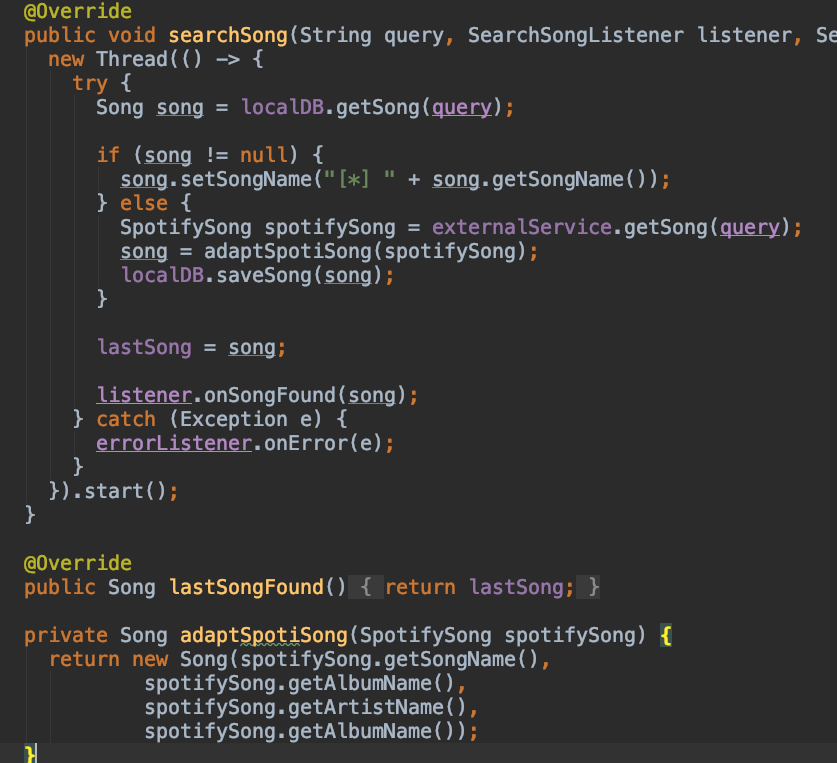 @Override
public void searchSong(String query, SearchSongListener listener, Se
new Thread(() -> {
try {
Song song = localDB.getSong(query);
if (song != null) {
song.setSongName("[*] " + song.getSongName());
} else {
SpotifySong spotifySong = externalService.getSong(query);
song = adaptSpotiSong(spotifySong);
localDB.saveSong(song);
}
lastSong = song;
listener.onSongFound(song);
} catch (Exception e) {
errorListener.onError(e);
}
}).start();
}
@Override
public Song lastSongFound() { return lastSong; }
private Song adaptSpotiSong(SpotifySong spotifySong) {
return new Song(spotifySong.getSongName(),
spotifySong.getAlbumName(),
spotifySong.getArtistName(),
spotifySong.getAlbumName());
}